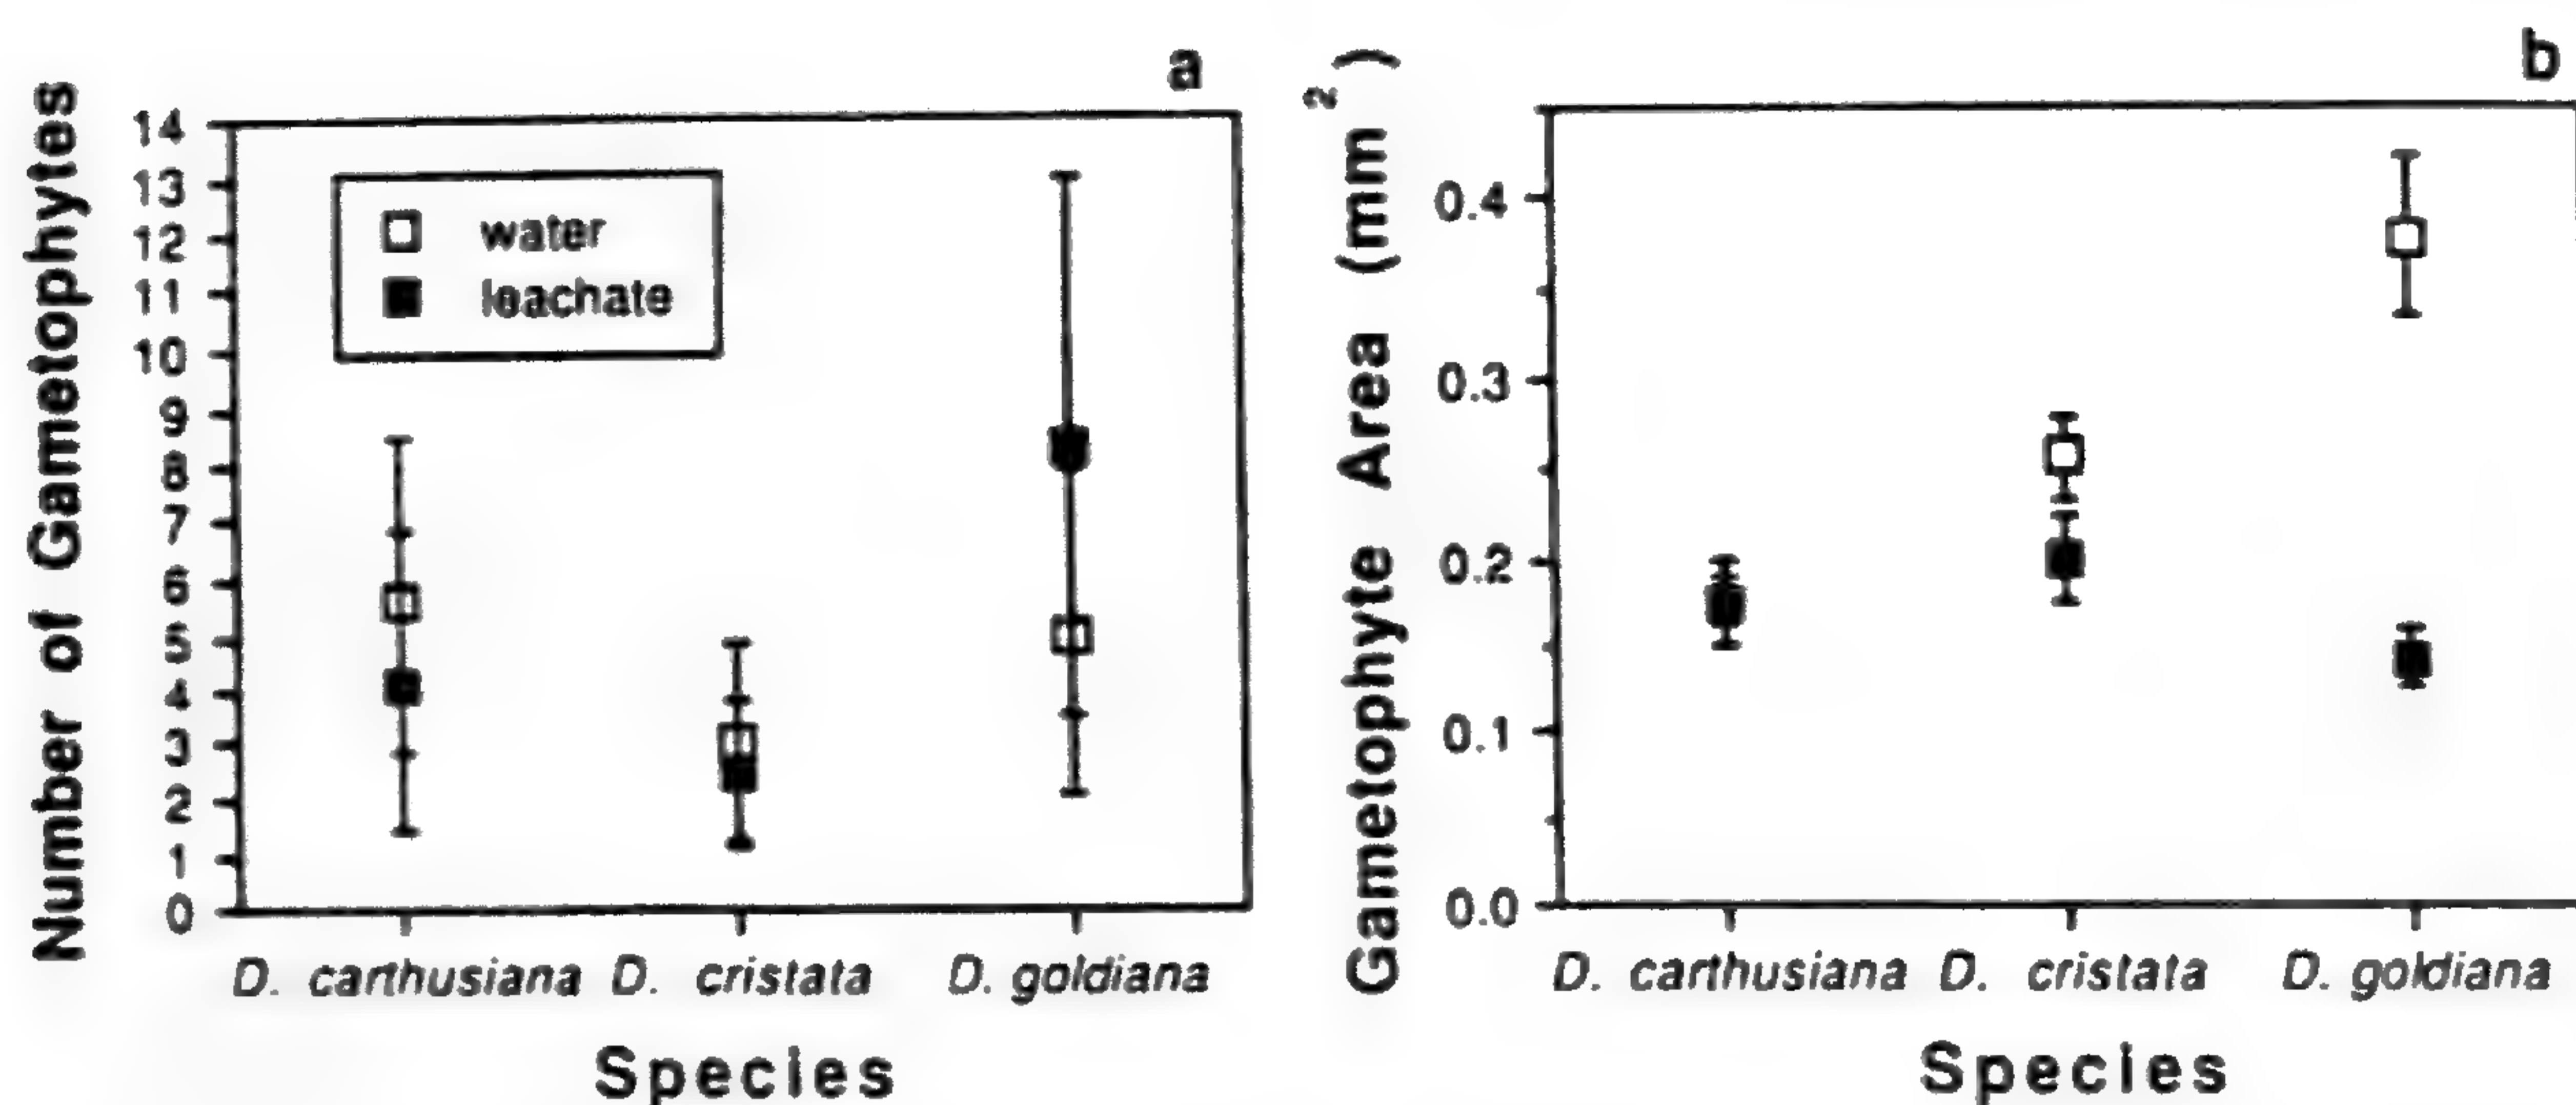 a
Number of Gametophytes
14
13
12
11
10
9
8
7
6
5
4
3
2
1
0
water
leachate
D. carthusiana D. cristata D. goldiana
Species
b
Gametophyte Area (mm²)
0.4
0.3
0.2
0.1
0.0
D. carthusiana D. cristata D. goldiana
Species